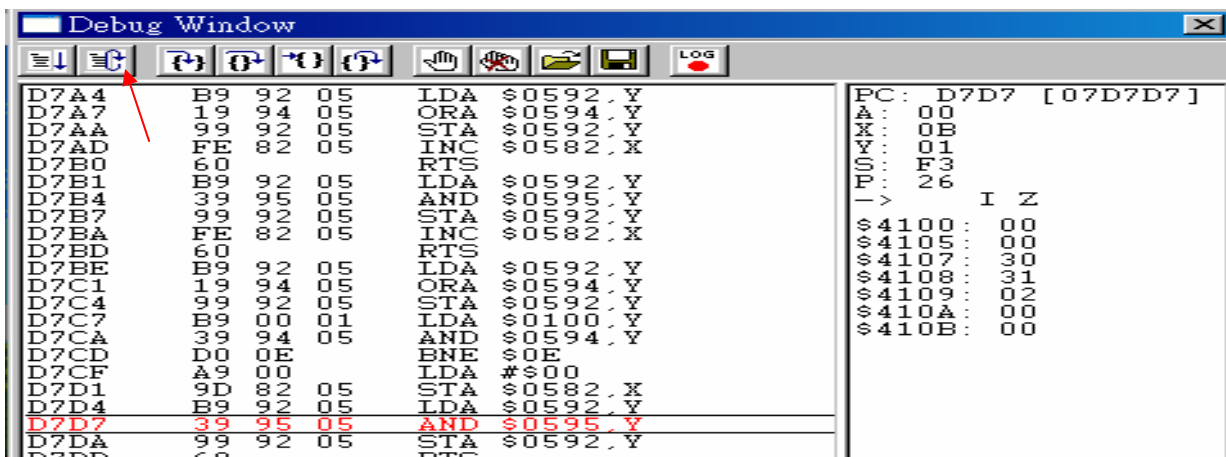 Debug Window
LOG
D7A4 B9 92 05 LDA $0592,Y
D7A7 19 94 05 ORA $0594,Y
D7AA 99 92 05 STA $0592,Y
D7AD FE 82 05 INC $0582,X
D7B0 60 RTS
D7B1 B9 92 05 LDA $0592,Y
D7B4 39 95 05 AND $0595,Y
D7B7 99 92 05 STA $0592,Y
D7BA FE 82 05 INC $0582,X
D7BD 60 RTS
D7BE B9 92 05 LDA $0592,Y
D7C1 19 94 05 ORA $0594,Y
D7C4 99 92 05 STA $0592,Y
D7C7 B9 00 01 LDA $0100,Y
D7CA 39 94 05 AND $0594,Y
D7CD D0 0E BNE $0E
D7CF A9 00 LDA #$00
D7D1 9D 82 05 STA $0582,X
D7D4 B9 92 05 LDA $0592,Y
D7D7 39 95 05 AND $0595,Y
D7DA 99 92 05 STA $0592,Y
PC: D7D7 [07D7D7]
A: 00
X: 0B
Y: 01
S: F3
P: 26
-> I Z
$4100: 00
$4105: 00
$4107: 30
$4108: 31
$4109: 02
$410A: 00
$410B: 00